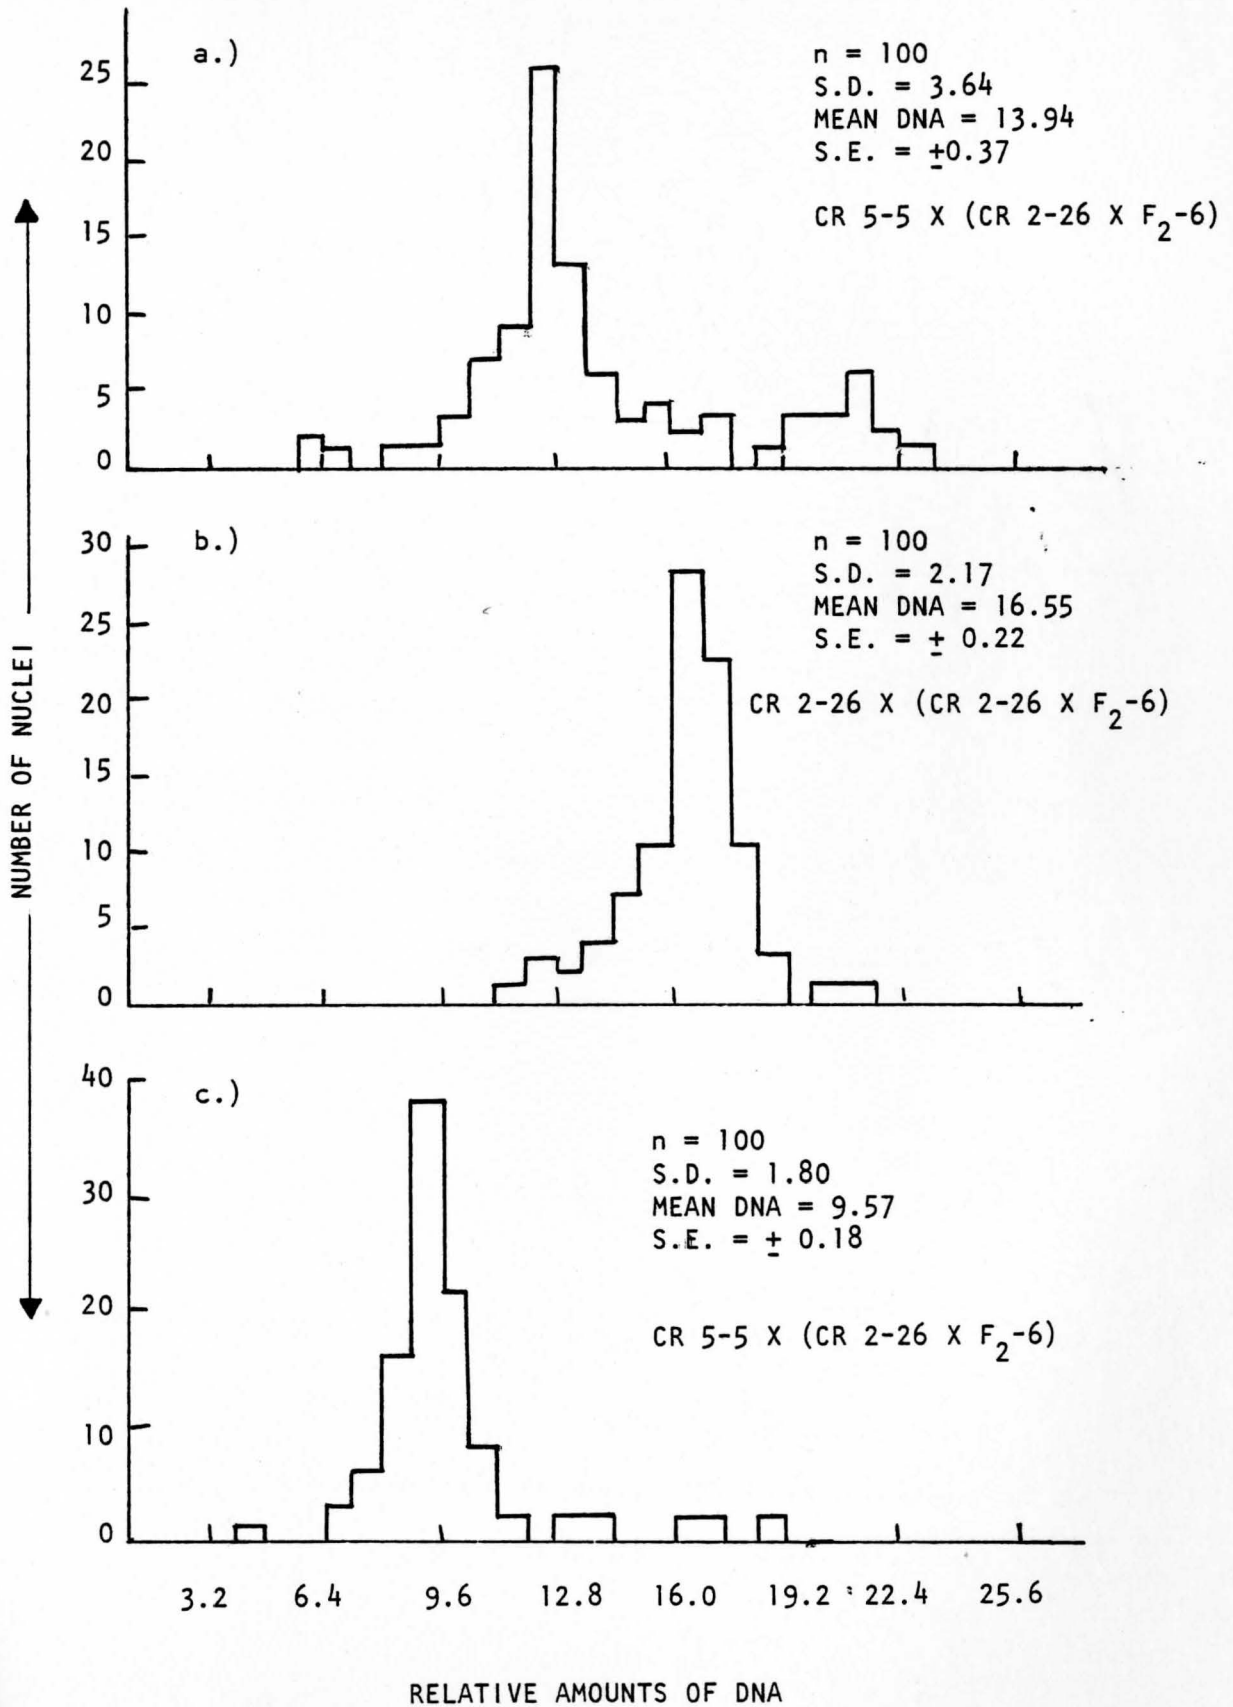 NUMBER OF NUCLEI
a.)
25
20
15
10
5
0
n = 100
S.D. = 3.64
MEAN DNA = 13.94
S.E. = ±0.37
CR 5-5 X (CR 2-26 X F₂-6)
b.)
30
25
20
15
10
5
0
n = 100
S.D. = 2.17
MEAN DNA = 16.55
S.E. = ± 0.22
CR 2-26 X (CR 2-26 X F₂-6)
c.)
40
30
20
10
0
n = 100
S.D. = 1.80
MEAN DNA = 9.57
S.E. = ± 0.18
CR 5-5 X (CR 2-26 X F₂-6)
3.2 6.4 9.6 12.8 16.0 19.2 22.4 25.6
RELATIVE AMOUNTS OF DNA